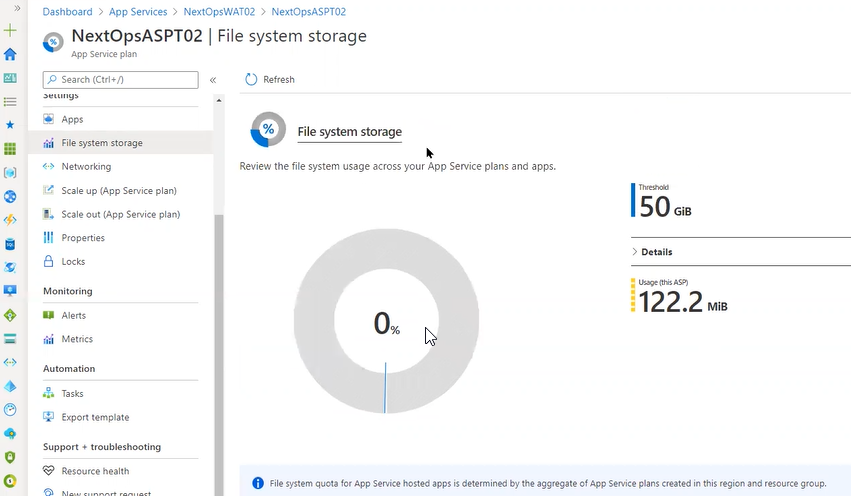 Dashboard > App Services > NextOpsWAT02 > NextOpsASPT02
NextOpsASPT02 | File system storage
App Service plan
Search (Ctrl+/)
«
Refresh
Settings
Apps
File system storage
Networking
Scale up (App Service plan)
Scale out (App Service plan)
Properties
Locks
Monitoring
Alerts
Metrics
Automation
Tasks
Export template
Support + troubleshooting
Resource health
New support request
%
File system storage
Review the file system usage across your App Service plans and apps.
0%
Threshold
50 GiB
Details
Usage (this ASP)
122.2 MiB
File system quota for App Service hosted apps is determined by the aggregate of App Service plans created in this region and resource group.